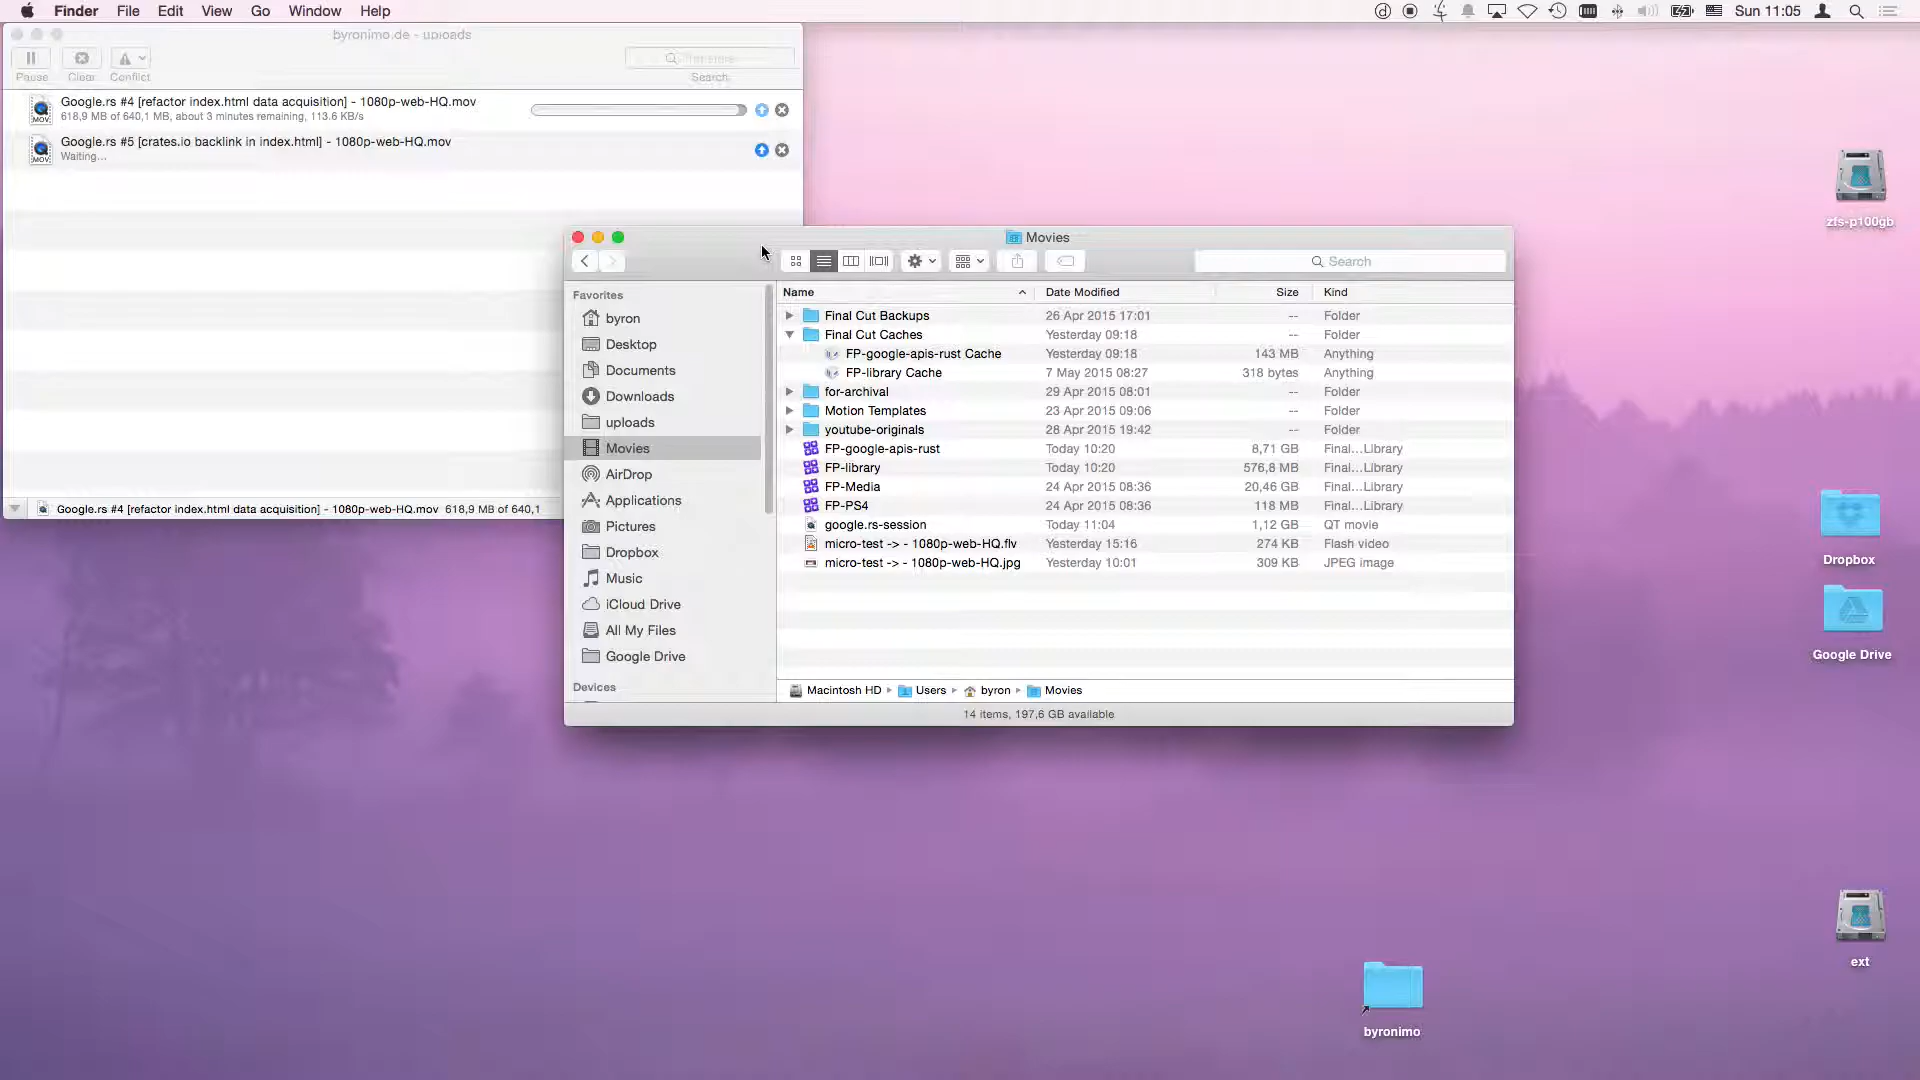 Finder File Edit View Go Window Help
Sun 11:05
byronimo.de - uploads
Pause Clear Conflict
Search
Google.rs #4 [refactor index.html data acquisition] - 1080p-web-HQ.mov
618,9 MB of 640,1 MB, about 3 minutes remaining, 113.6 KB/s
Google.rs #5 [crates.io backlink in index.html] - 1080p-web-HQ.mov
Waiting...
Google.rs #4 [refactor index.html data acquisition] - 1080p-web-HQ.mov 618,9 MB of 640,1
Movies
Search
Favorites
byron
Desktop
Documents
Downloads
uploads
Movies
AirDrop
Applications
Pictures
Dropbox
Music
iCloud Drive
All My Files
Google Drive
Devices
Name Date Modified Size Kind
Final Cut Backups 26 Apr 2015 17:01 -- Folder
Final Cut Caches Yesterday 09:18 -- Folder
FP-google-apis-rust Cache Yesterday 09:18 143 MB Anything
FP-library Cache 7 May 2015 08:27 318 bytes Anything
for-archival 29 Apr 2015 08:01 -- Folder
Motion Templates 23 Apr 2015 09:06 -- Folder
youtube-originals 28 Apr 2015 19:42 -- Folder
FP-google-apis-rust Today 10:20 8,71 GB Final...Library
FP-library Today 10:20 576,8 MB Final...Library
FP-Media 24 Apr 2015 08:36 20,46 GB Final...Library
FP-PS4 24 Apr 2015 08:36 118 MB Final...Library
google.rs-session Today 11:04 1,12 GB QT movie
micro-test -> - 1080p-web-HQ.flv Yesterday 15:16 274 KB Flash video
micro-test -> - 1080p-web-HQ.jpg Yesterday 10:01 309 KB JPEG image
Macintosh HD Users byron Movies
14 items, 197,6 GB available
zfs-p100gb
Dropbox
Google Drive
ext
byronimo